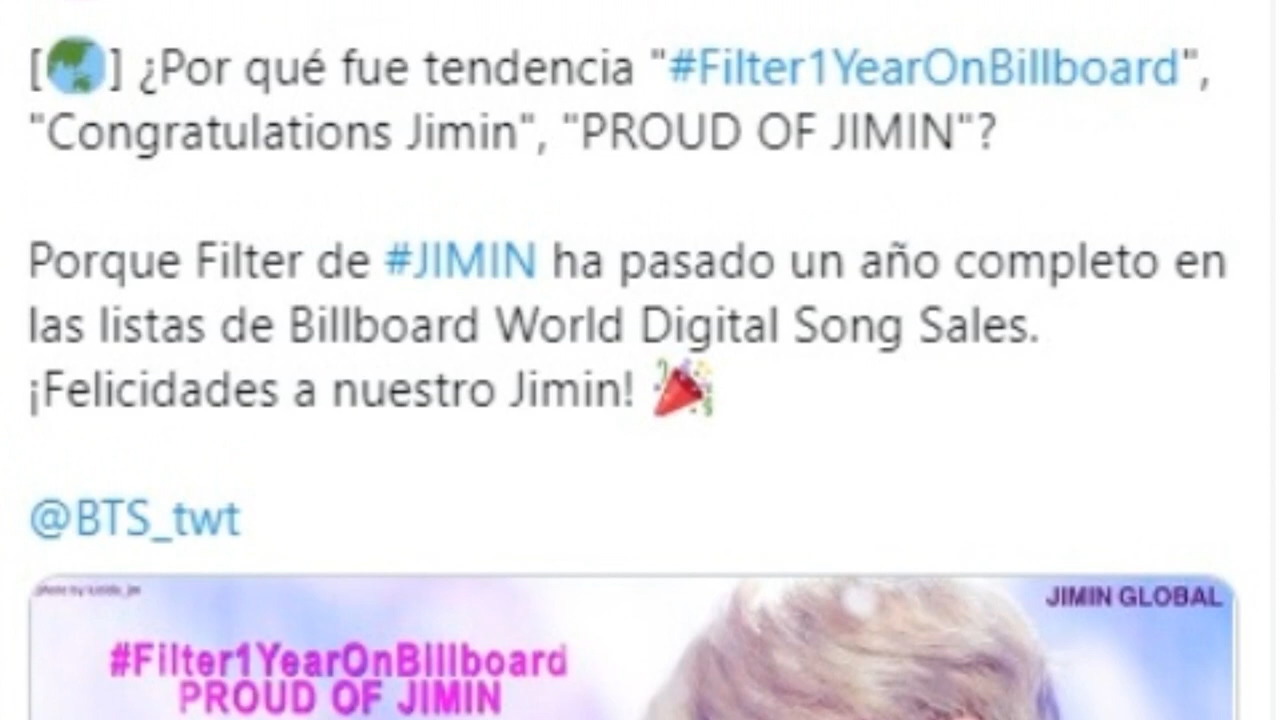 [🌏] ¿Por qué fue tendencia "#Filter1YearOnBillboard",
"Congratulations Jimin", "PROUD OF JIMIN"?
Porque Filter de #JIMIN ha pasado un año completo en
las listas de Billboard World Digital Song Sales.
¡Felicidades a nuestro Jimin! 🎉
@BTS_twt
JIMIN GLOBAL
#Filter1YearOnBillboard
PROUD OF JIMIN